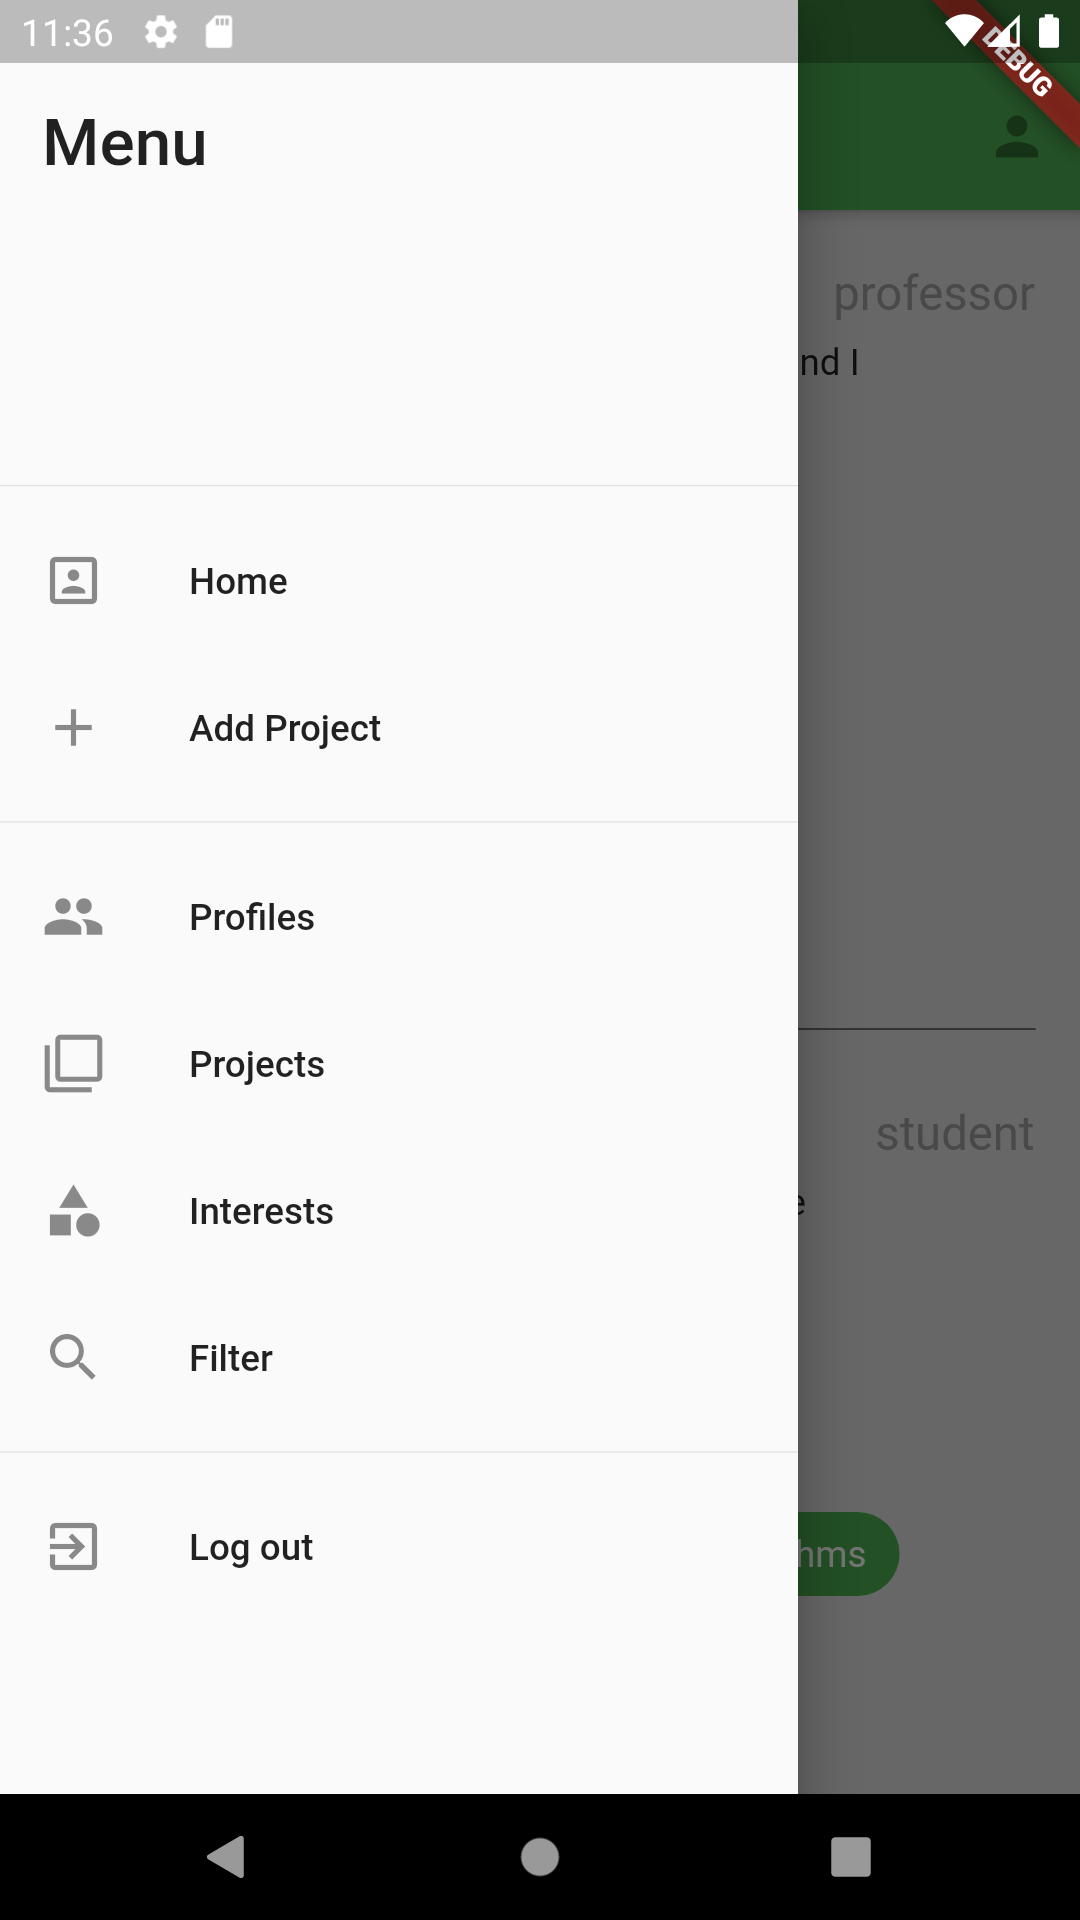 11:36
DEBUG
Menu
professor
nd I
Home
Add Project
Profiles
Projects
student
e
Interests
Filter
Log out
hms